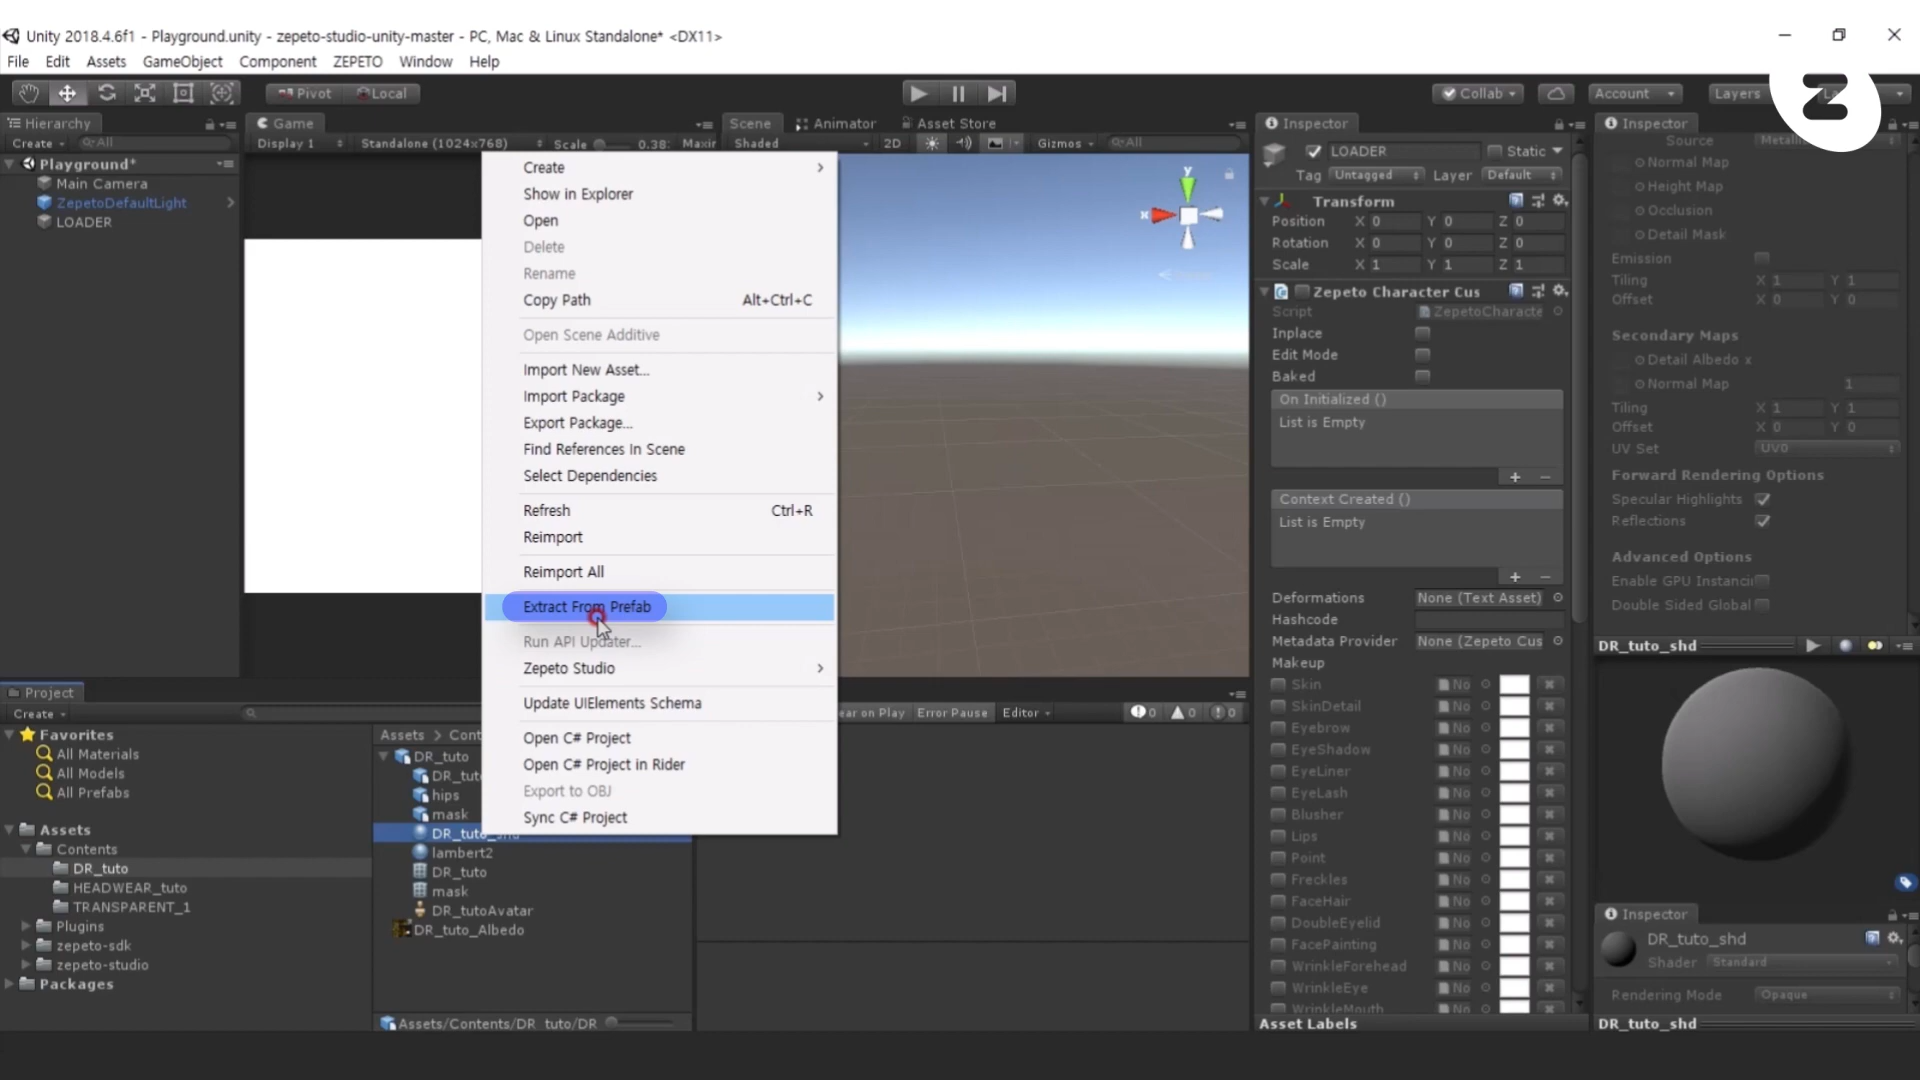 Unity 2018.4.6f1 - Playground.unity - zepeto-studio-unity-master - PC, Mac & Linux Standalone* <DX11>
File Edit Assets GameObject Component ZEPETO Window Help
Pivot Local
Collab Account Layers
Hierarchy
Create All
Playground*
Main Camera
ZepetoDefaultLight
LOADER
Game
Display 1 Standalone (1024x768) Scale 0.38: Maxir
Scene Animator Asset Store
Shaded 2D Gizmos All
x y
Create
Show in Explorer
Open
Delete
Rename
Copy Path Alt+Ctrl+C
Open Scene Additive
Import New Asset...
Import Package
Export Package...
Find References In Scene
Select Dependencies
Refresh Ctrl+R
Reimport
Reimport All
Extract From Prefab
Run API Updater...
Zepeto Studio
Update UIElements Schema
Open C# Project
Open C# Project in Rider
Export to OBJ
Sync C# Project
ear on Play Error Pause Editor 0 0 0
Project
Create
Favorites
All Materials
All Models
All Prefabs
Assets
Contents
DR_tuto
HEADWEAR_tuto
TRANSPARENT_1
Plugins
zepeto-sdk
zepeto-studio
Packages
Assets > Cont
DR_tuto
DR_tut
hips
mask
DR_tuto_shd
lambert2
DR_tuto
mask
DR_tutoAvatar
DR_tuto_Albedo
Assets/Contents/DR_tuto/DR
Inspector
LOADER Static
Tag Untagged Layer Default
Transform
Position X 0 Y 0 Z 0
Rotation X 0 Y 0 Z 0
Scale X 1 Y 1 Z 1
Zepeto Character Cus
Script ZepetoCharacte
Inplace
Edit Mode
Baked
On Initialized ()
List is Empty
+ −
Context Created ()
List is Empty
+ −
Deformations None (Text Asset)
Hashcode
Metadata Provider None (Zepeto Cus
Makeup
Skin No
SkinDetail No
Eyebrow No
EyeShadow No
EyeLiner No
EyeLash No
Blusher No
Lips No
Point No
Freckles No
FaceHair No
DoubleEyelid No
FacePainting No
WrinkleForehead No
WrinkleEye No
WrinkleMouth No
Asset Labels
Inspector
Source Metalli
Normal Map
Height Map
Occlusion
Detail Mask
Emission
Tiling X 1 Y 1
Offset X 0 Y 0
Secondary Maps
Detail Albedo x
Normal Map 1
Tiling X 1 Y 1
Offset X 0 Y 0
UV Set UV0
Forward Rendering Options
Specular Highlights
Reflections
Advanced Options
Enable GPU Instancii
Double Sided Global
DR_tuto_shd
Inspector
DR_tuto_shd
Shader Standard
Rendering Mode Opaque
DR_tuto_shd